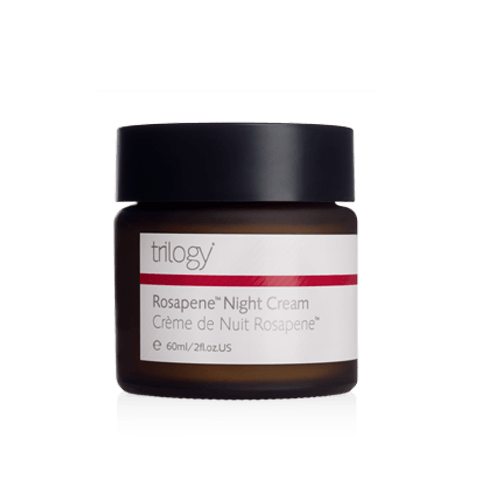 trilogy®
Rosapene™ Night Cream
Crème de Nuit Rosapene™
℮ 60ml/2fl.oz.US